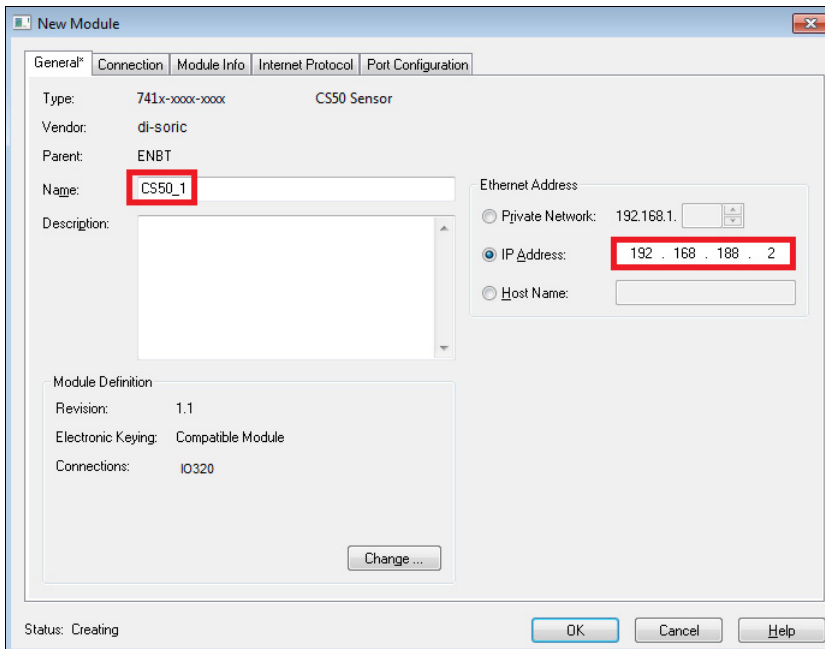 New Module
General* Connection Module Info Internet Protocol Port Configuration
Type: 741x-xxxx-xxxx CS50 Sensor
Vendor: di-soric
Parent: ENBT
Name: CS50_1
Description:
Ethernet Address
Private Network: 192.168.1.
IP Address: 192 . 168 . 188 . 2
Host Name:
Module Definition
Revision: 1.1
Electronic Keying: Compatible Module
Connections: IO320
Change ...
Status: Creating
OK Cancel Help